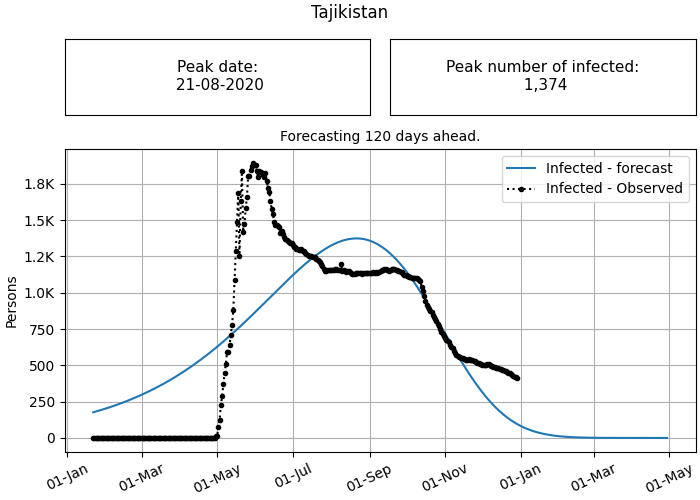 Tajikistan
Peak date:
21-08-2020
Peak number of infected:
1,374
Forecasting 120 days ahead.
Infected - forecast
Infected - Observed
Persons
1.8K
1.5K
1.2K
1.0K
750
500
250
0
01-Jan
01-Mar
01-May
01-Jul
01-Sep
01-Nov
01-Jan
01-Mar
01-May